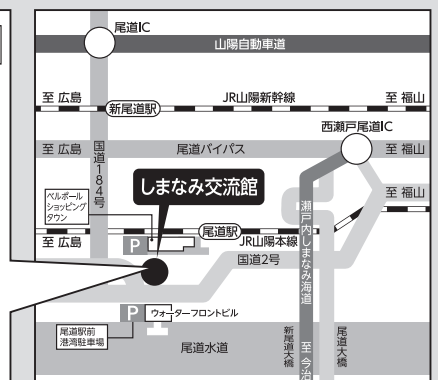 尾道IC
山陽自動車道
至 広島
JR山陽新幹線
至 福山
新尾道駅
西瀬戸尾道IC
至 広島
国道184号
尾道バイパス
至 福山
しまなみ交流館
至 福山
ベルポール
ショッピング
タウン
瀬戸内しまなみ海道
P
尾道駅
至 広島
JR山陽本線
国道2号
P
ウォーターフロントビル
尾道駅前
港湾駐車場
尾道水道
新尾道大橋
至 今治
尾道大橋